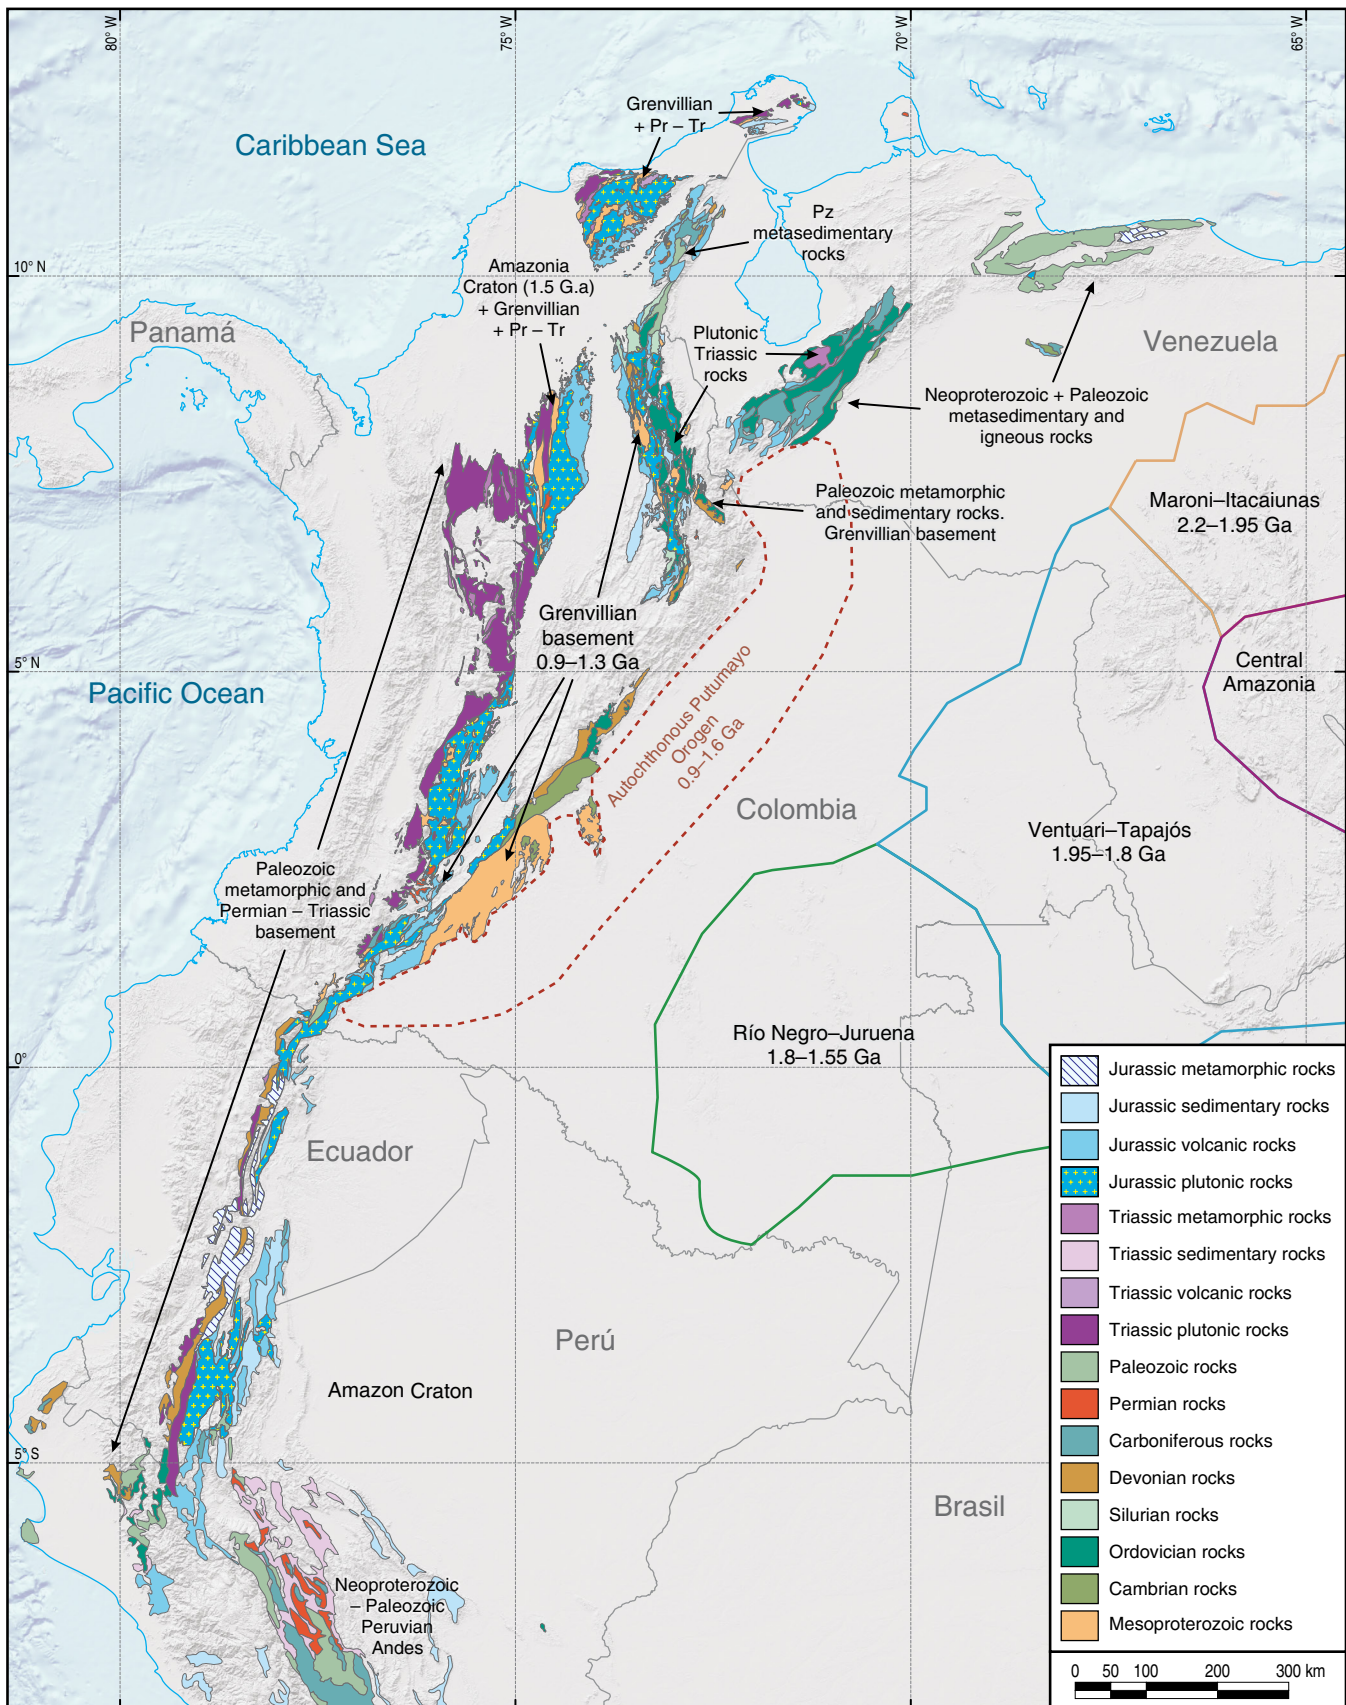 80° W
75° W
70° W
65° W
Caribbean Sea
Grenvillian
+ Pr – Tr
Pz
metasedimentary
rocks
10° N
Amazonia
Craton (1.5 G.a)
+ Grenvillian
+ Pr – Tr
Panamá
Plutonic
Triassic
rocks
Venezuela
Neoproterozoic + Paleozoic
metasedimentary and
igneous rocks
Paleozoic metamorphic
and sedimentary rocks.
Grenvillian basement
Maroni–Itacaiunas
2.2–1.95 Ga
Grenvillian
basement
0.9–1.3 Ga
5° N
Central
Amazonia
Pacific Ocean
Autochthonous Putumayo
Orogen
0.9–1.6 Ga
Colombia
Ventuari–Tapajós
1.95–1.8 Ga
Paleozoic
metamorphic and
Permian – Triassic
basement
Río Negro–Juruena
1.8–1.55 Ga
0°
Ecuador
Perú
Amazon Craton
5° S
Brasil
Neoproterozoic
– Paleozoic
Peruvian
Andes
Jurassic metamorphic rocks
Jurassic sedimentary rocks
Jurassic volcanic rocks
Jurassic plutonic rocks
Triassic metamorphic rocks
Triassic sedimentary rocks
Triassic volcanic rocks
Triassic plutonic rocks
Paleozoic rocks
Permian rocks
Carboniferous rocks
Devonian rocks
Silurian rocks
Ordovician rocks
Cambrian rocks
Mesoproterozoic rocks
0 50 100 200 300 km